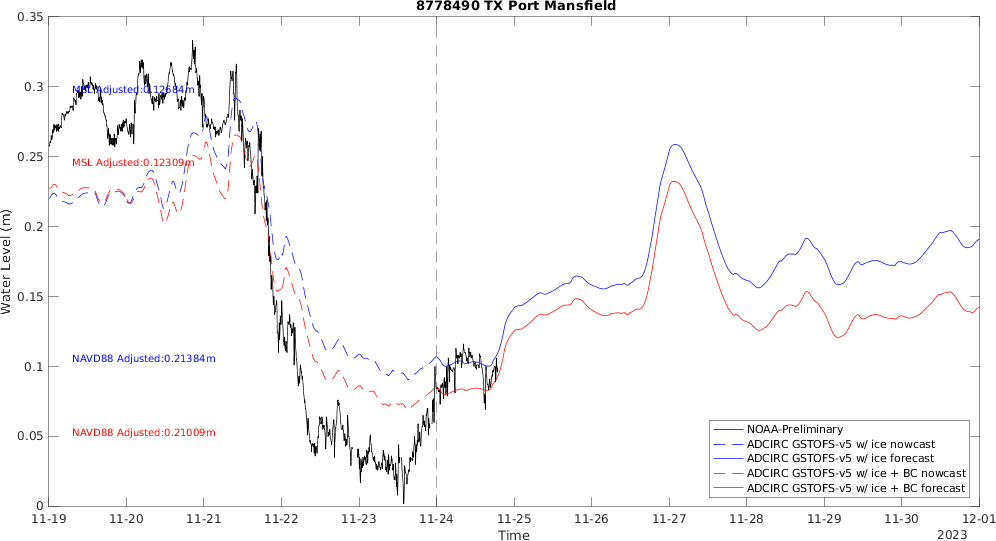 8778490 TX Port Mansfield
0.35
0.3
0.25
0.2
0.15
0.1
0.05
0
Water Level (m)
MSL Adjusted:0.12684m
MSL Adjusted:0.12309m
NAVD88 Adjusted:0.21384m
NAVD88 Adjusted:0.21009m
NOAA-Preliminary
ADCIRC GSTOFS-v5 w/ ice nowcast
ADCIRC GSTOFS-v5 w/ ice forecast
ADCIRC GSTOFS-v5 w/ ice + BC nowcast
ADCIRC GSTOFS-v5 w/ ice + BC forecast
11-19 11-20 11-21 11-22 11-23 11-24 11-25 11-26 11-27 11-28 11-29 11-30 12-01
Time
2023